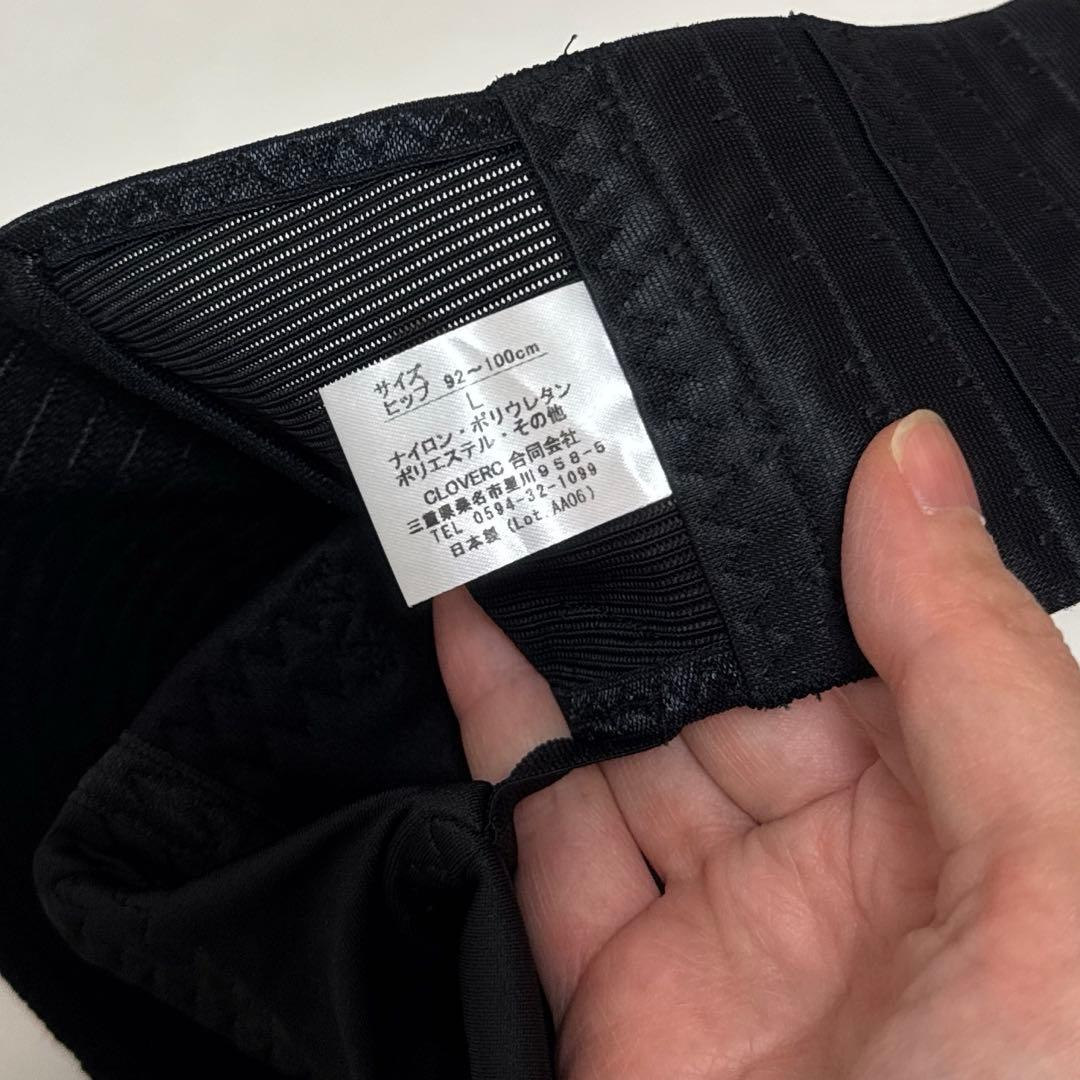 サイズ
ヒップ 92～100cm
L
ナイロン・ポリウレタン
ポリエステル・その他
CLOVERC 合同会社
三重県桑名市星川958-5
TEL 0594-32-1099
日本製 (Lot.AA06)